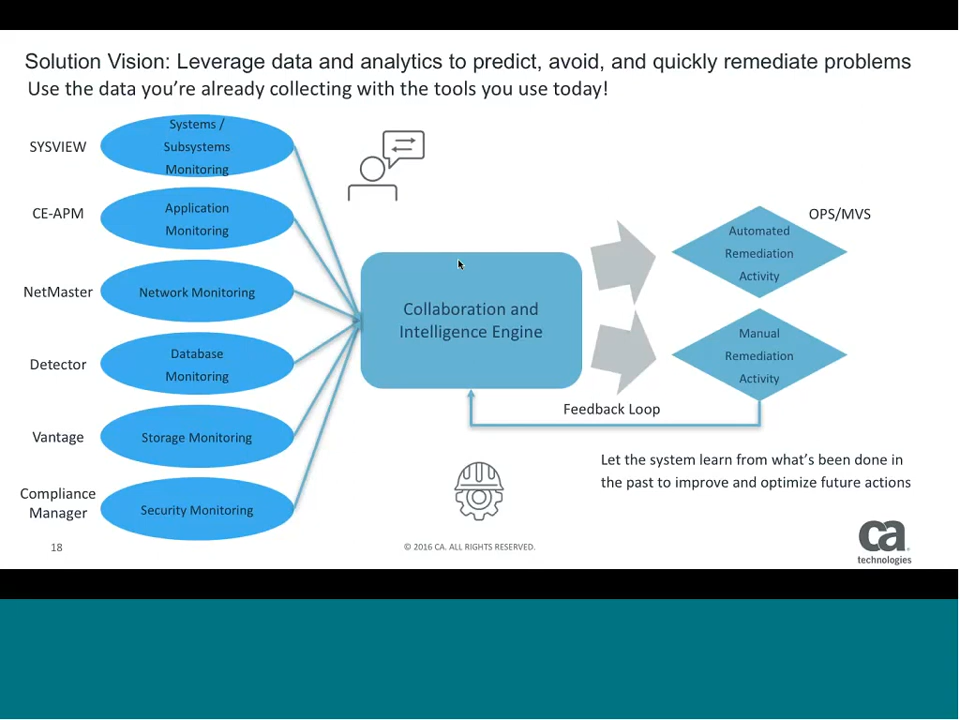 Solution Vision: Leverage data and analytics to predict, avoid, and quickly remediate problems
Use the data you’re already collecting with the tools you use today!
SYSVIEW
Systems /
Subsystems
Monitoring
CE-APM
Application
Monitoring
NetMaster
Network Monitoring
Detector
Database
Monitoring
Vantage
Storage Monitoring
Compliance
Manager
Security Monitoring
Collaboration and
Intelligence Engine
OPS/MVS
Automated
Remediation
Activity
Manual
Remediation
Activity
Feedback Loop
Let the system learn from what’s been done in
the past to improve and optimize future actions
18
© 2016 CA. ALL RIGHTS RESERVED.
ca
technologies